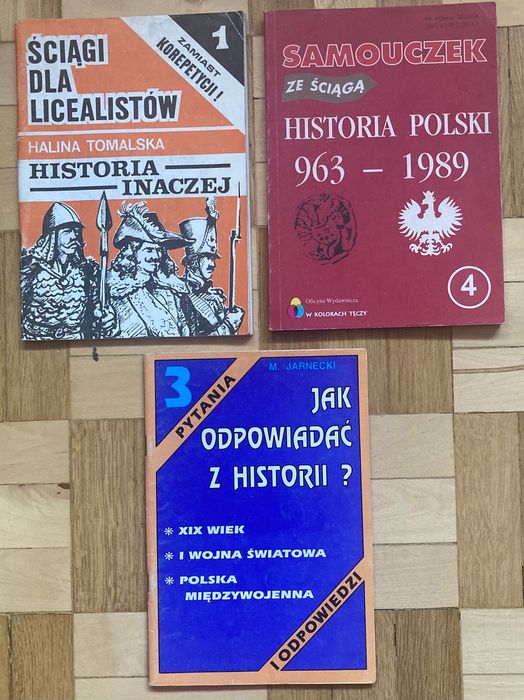 ŚCIĄGI
DLA
LICEALISTÓW
ZAMIAST
KOREPETYCJI!
1
HALINA TOMALSKA
HISTORIA
INACZEJ
SAMOUCZEK
ZE ŚCIĄGĄ
HISTORIA POLSKI
963 – 1989
4
Oficyna Wydawnicza
W KOLORACH TĘCZY
3
PYTANIA
M. JARNECKI
JAK
ODPOWIADAĆ
Z HISTORII ?
* XIX WIEK
* I WOJNA ŚWIATOWA
* POLSKA
MIĘDZYWOJENNA
I ODPOWIEDZI